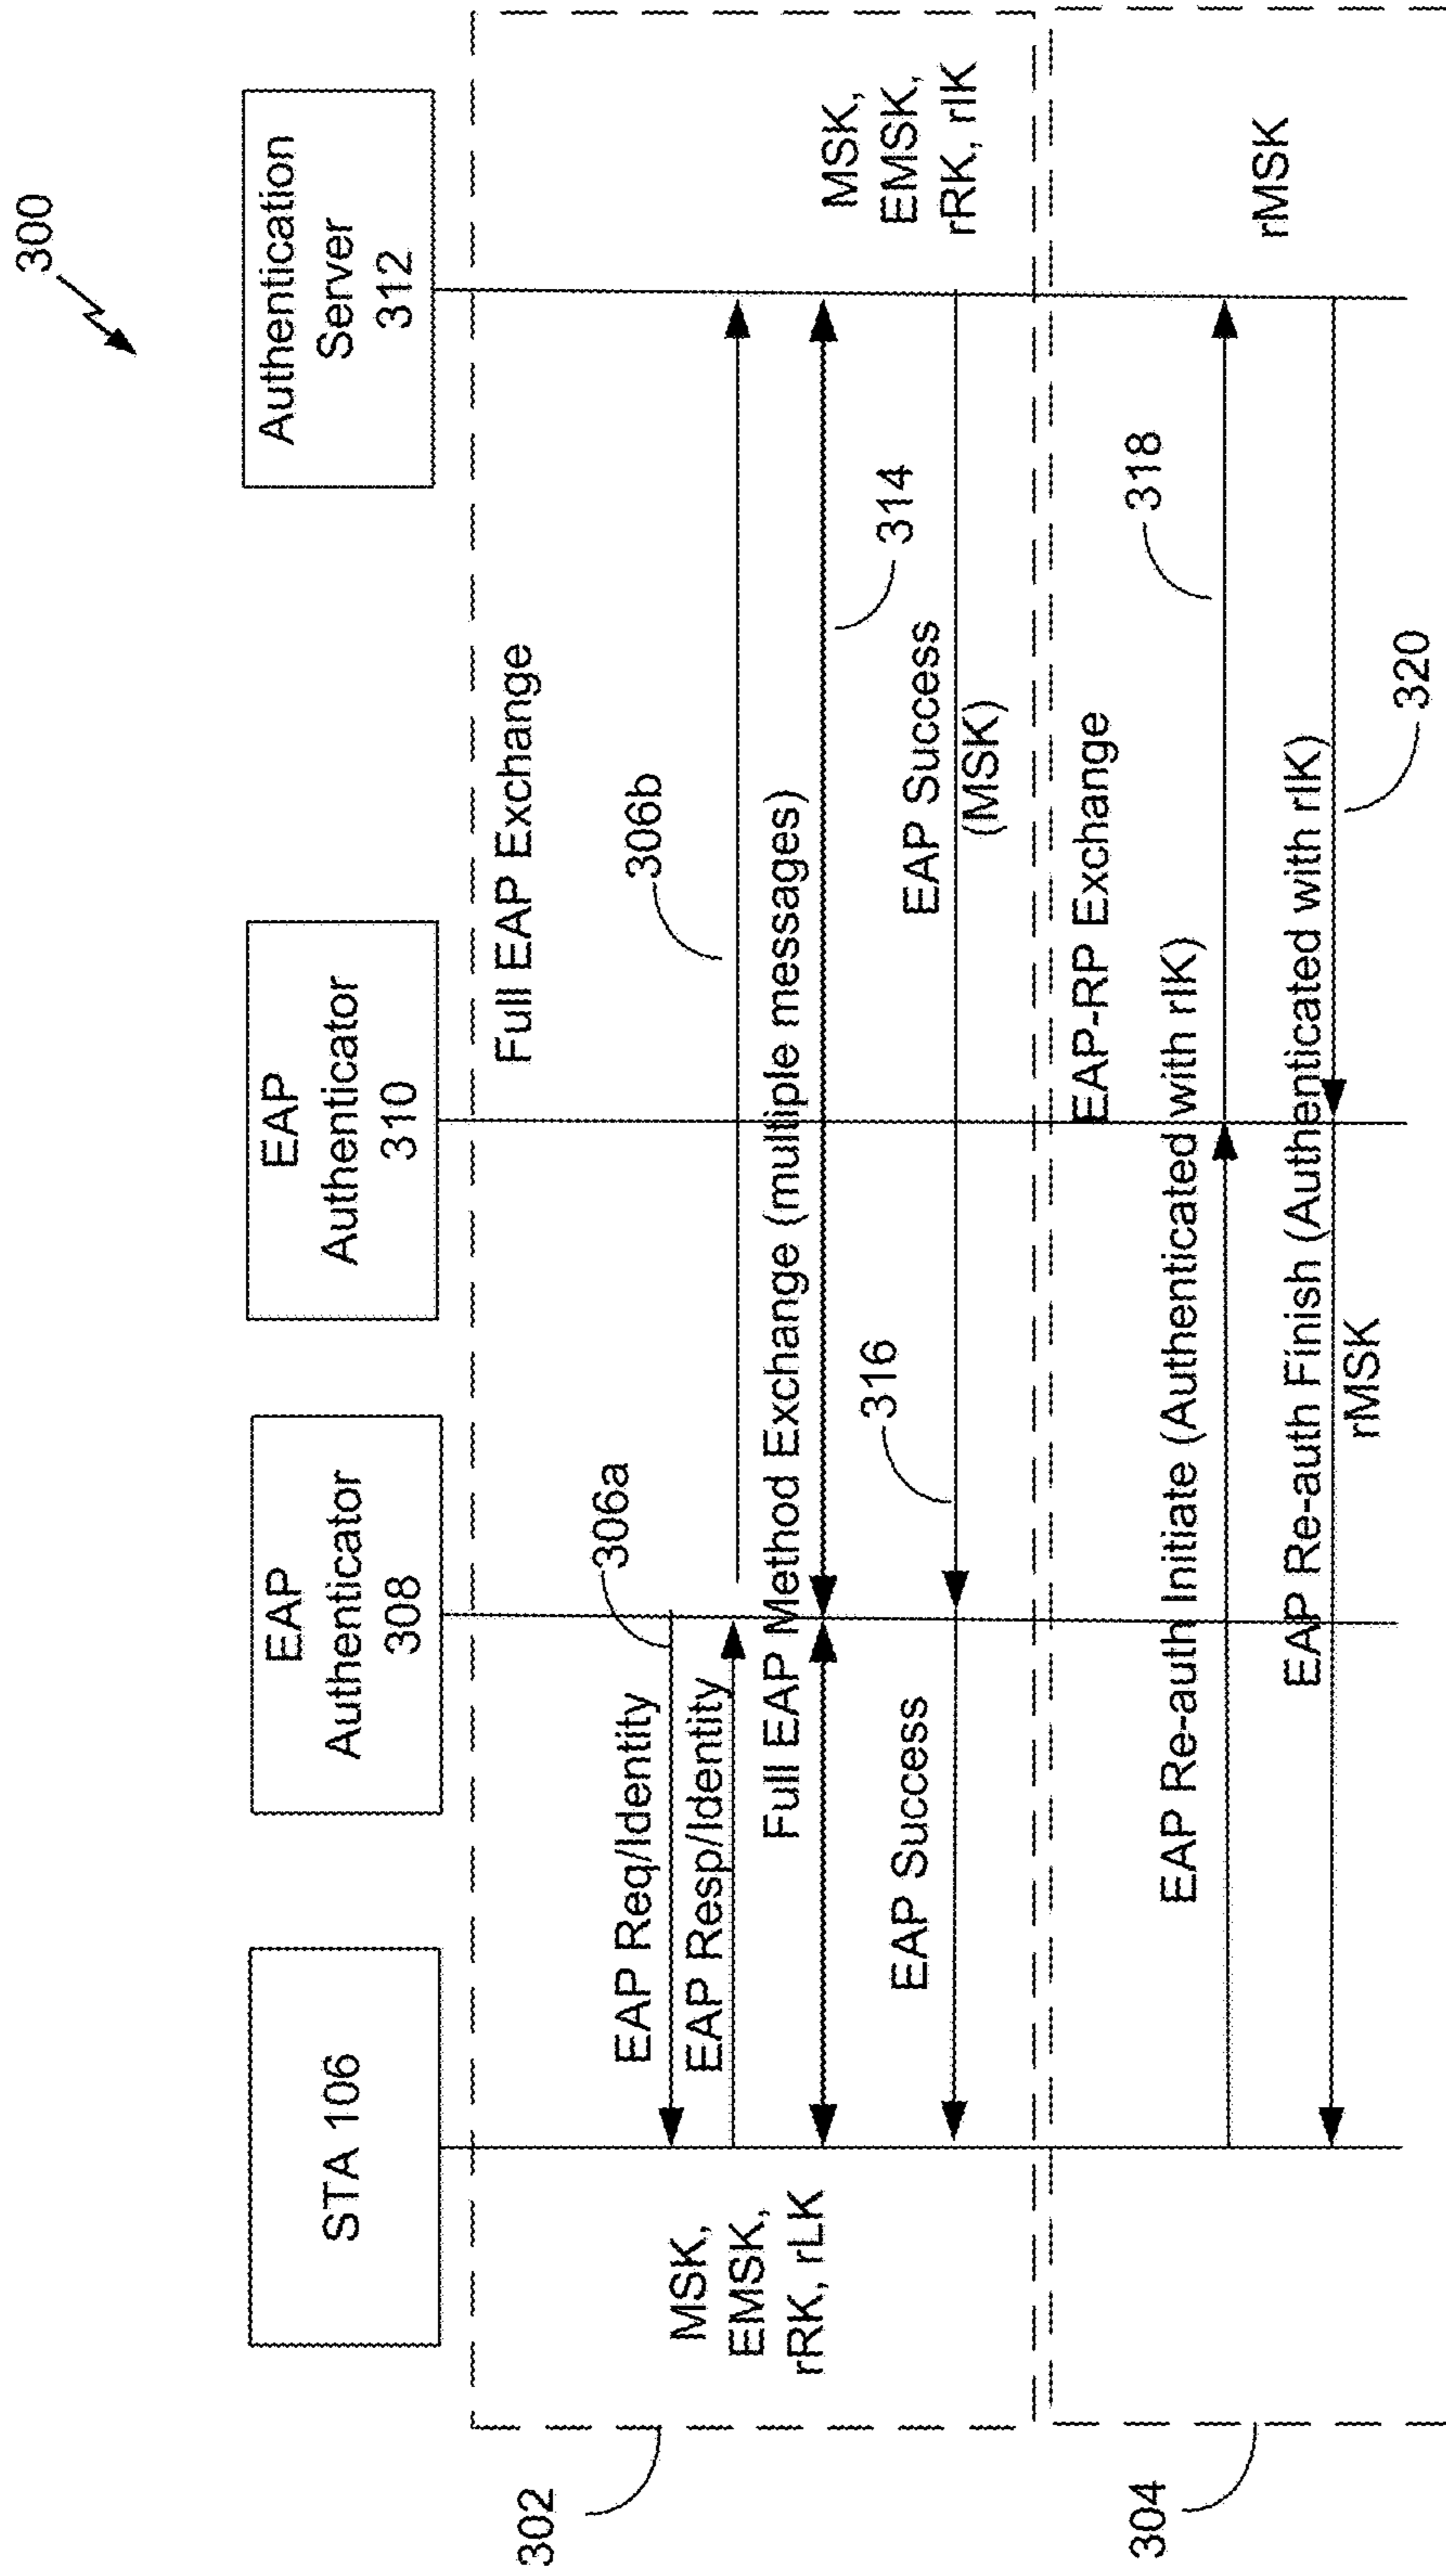 300
STA 106
EAP
Authenticator
308
EAP
Authenticator
310
Authentication
Server
312
302
Full EAP Exchange
306a
EAP Req/Identity
306b
EAP Resp/Identity
MSK,
EMSK,
rRK, rLK
Full EAP Method Exchange (multiple messages)
314
MSK,
EMSK,
rRK, rIK
316
EAP Success
EAP Success
(MSK)
304
EAP-RP Exchange
318
EAP Re-auth Initiate (Authenticated with rIK)
rMSK
EAP Re-auth Finish (Authenticated with rIK)
rMSK
320